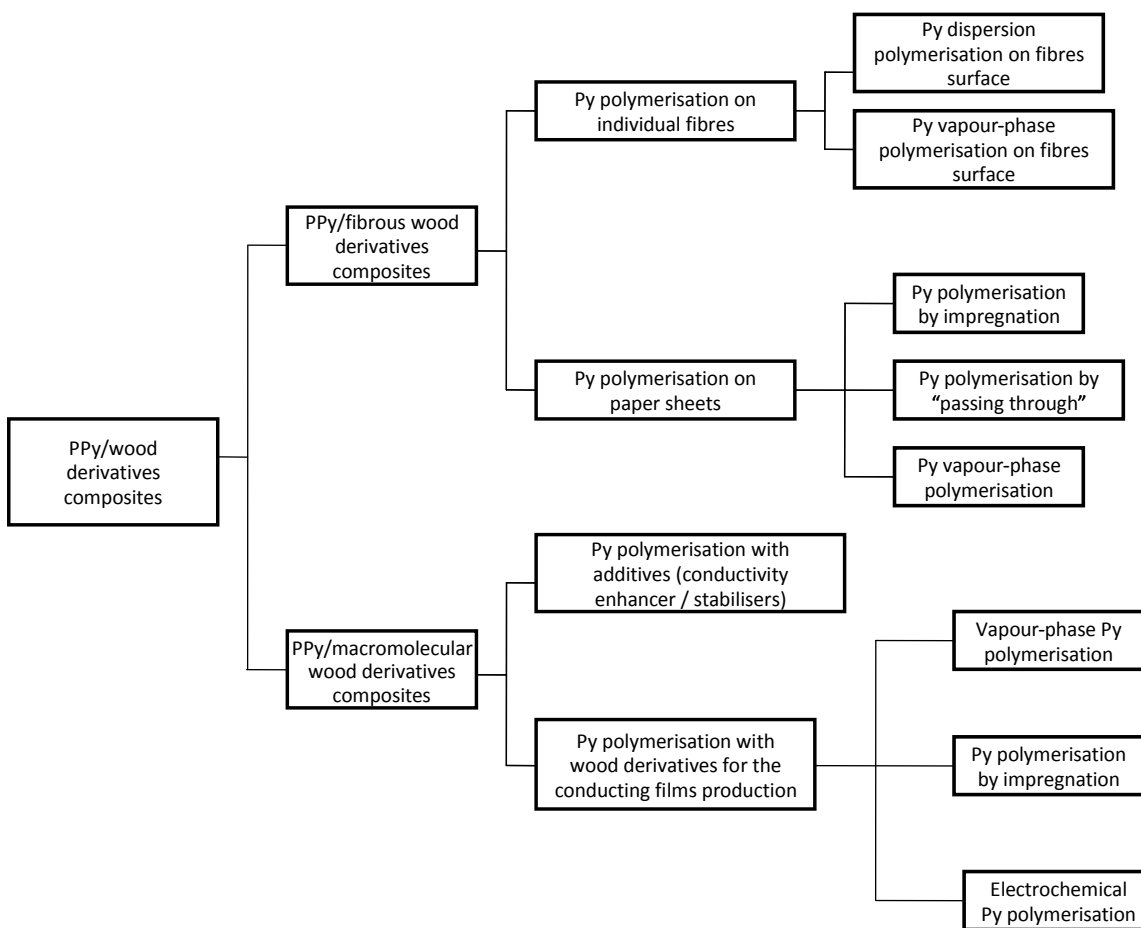 PPy/wood
derivatives
composites
PPy/fibrous wood
derivatives
composites
Py polymerisation on
individual fibres
Py dispersion
polymerisation on fibres
surface
Py vapour-phase
polymerisation on fibres
surface
Py polymerisation on
paper sheets
Py polymerisation
by impregnation
Py polymerisation by
“passing through”
Py vapour-phase
polymerisation
PPy/macromolecular
wood derivatives
composites
Py polymerisation with
additives (conductivity
enhancer / stabilisers)
Py polymerisation with
wood derivatives for the
conducting films production
Vapour-phase Py
polymerisation
Py polymerisation
by impregnation
Electrochemical
Py polymerisation